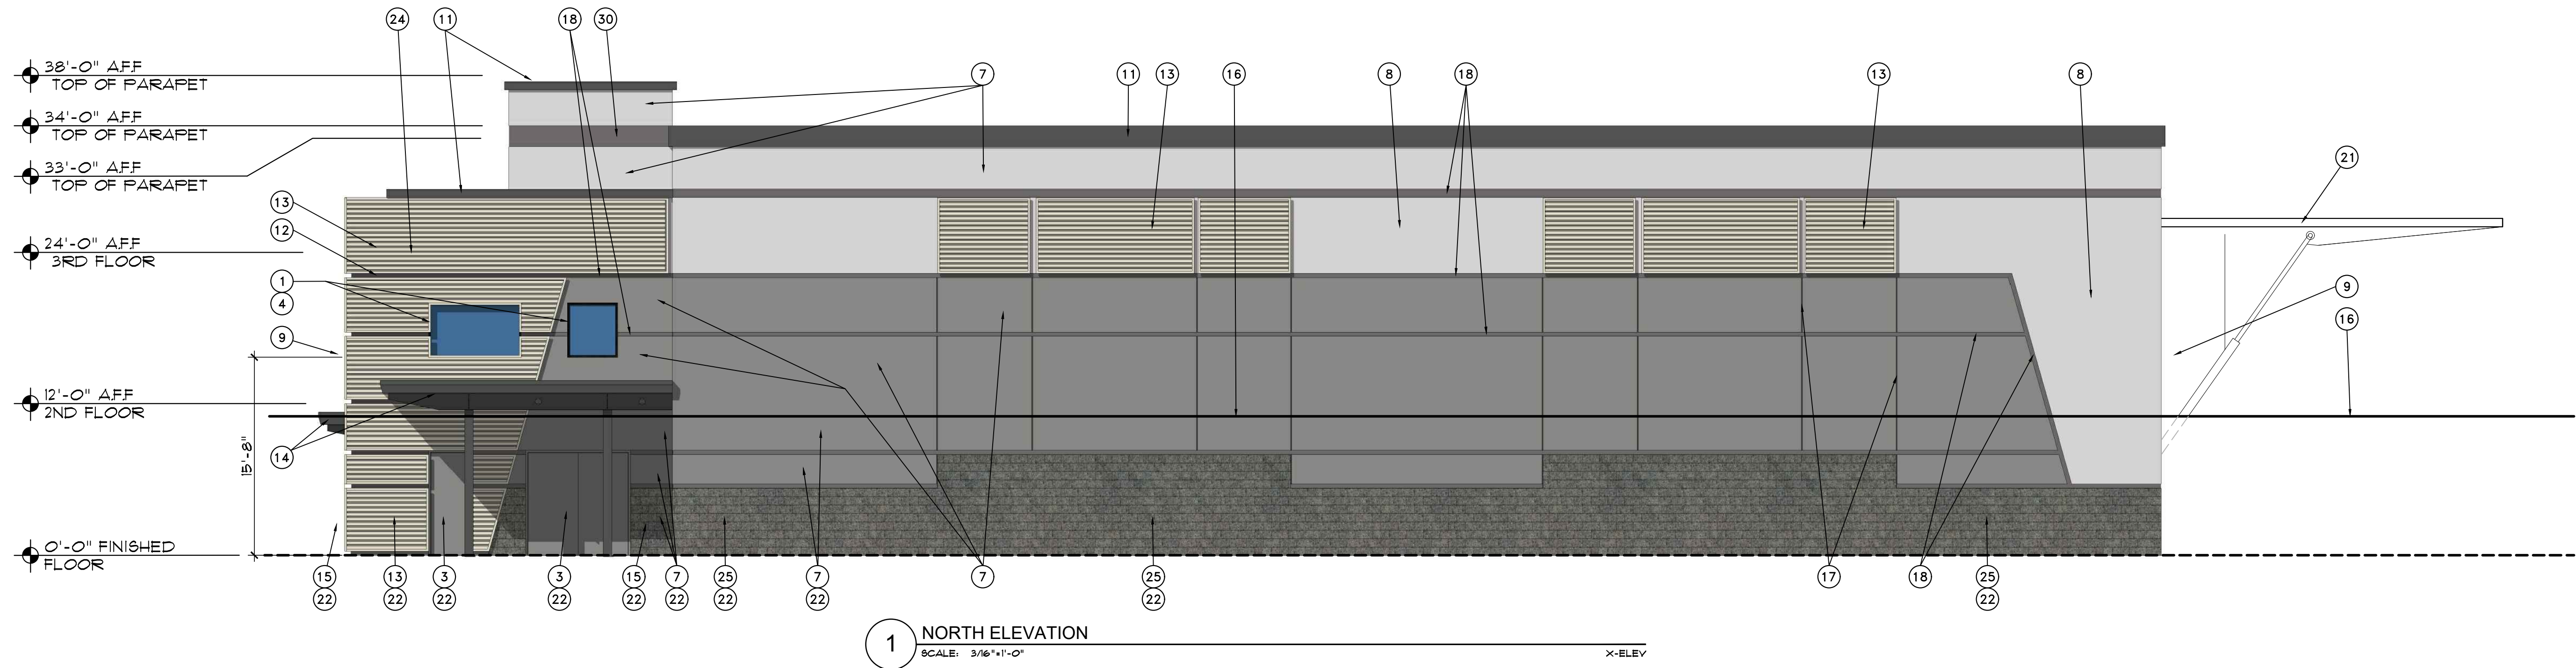 24 11 18 30
38'-0" A.F.F
TOP OF PARAPET
7 11 13 16 8 18 13 8
34'-0" A.F.F
TOP OF PARAPET
33'-0" A.F.F
TOP OF PARAPET
21
13
12
24'-0" A.F.F
3RD FLOOR
1
4
9
9
16
12'-0" A.F.F
2ND FLOOR
14
15'-8"
0'-0" FINISHED
FLOOR
15 13 3 3 15 7 25 7 7 25 17 18 25
22 22 22 22 22 22 22 22 22 22
1 NORTH ELEVATION
SCALE: 3/16"=1'-0" X-ELEV